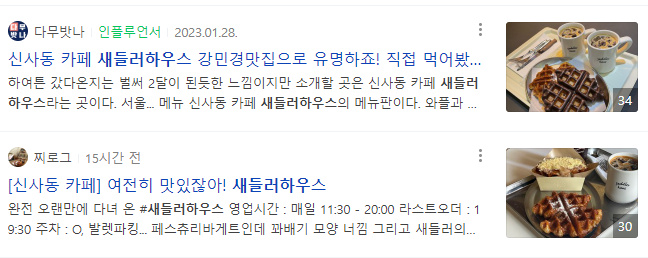 다무밧나 인플루언서 2023.01.28.
신사동 카페 새들러하우스 강민경맛집으로 유명하죠! 직접 먹어봤...
하여튼 갔다온지는 벌써 2달이 된듯한 느낌이지만 소개할 곳은 신사동 카페 새들러
하우스라는 곳이다. 서울... 메뉴 신사동 카페 새들러하우스의 메뉴판이다. 와플과 ...
34
찌로그 15시간 전
[신사동 카페] 여전히 맛있잖아! 새들러하우스
완전 오랜만에 다녀 온 #새들러하우스 영업시간 : 매일 11:30 - 20:00 라스트오더 : 1
9:30 주차 : O, 발렛파킹... 페스츄리바게트인데 꽈배기 모양 너낌 그리고 새들러의...
30